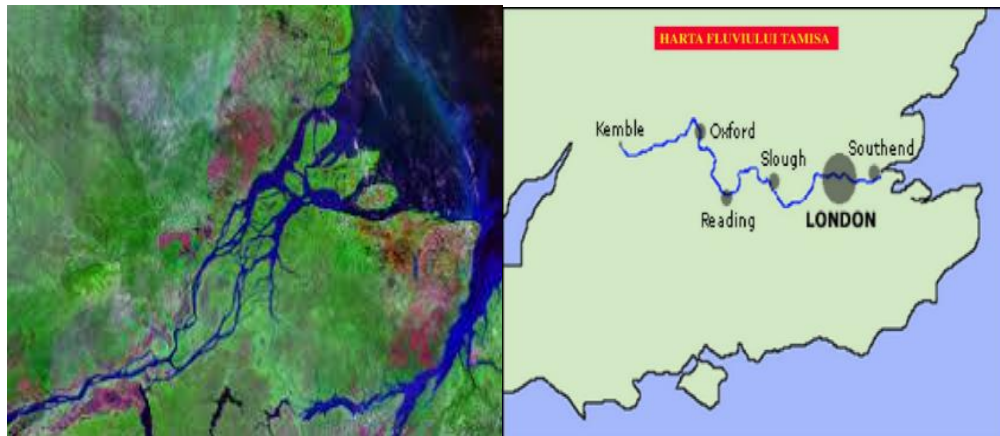 HARTA FLUVIULUI TAMISA
Kemble
Oxford
Slough
Southend
Reading
LONDON